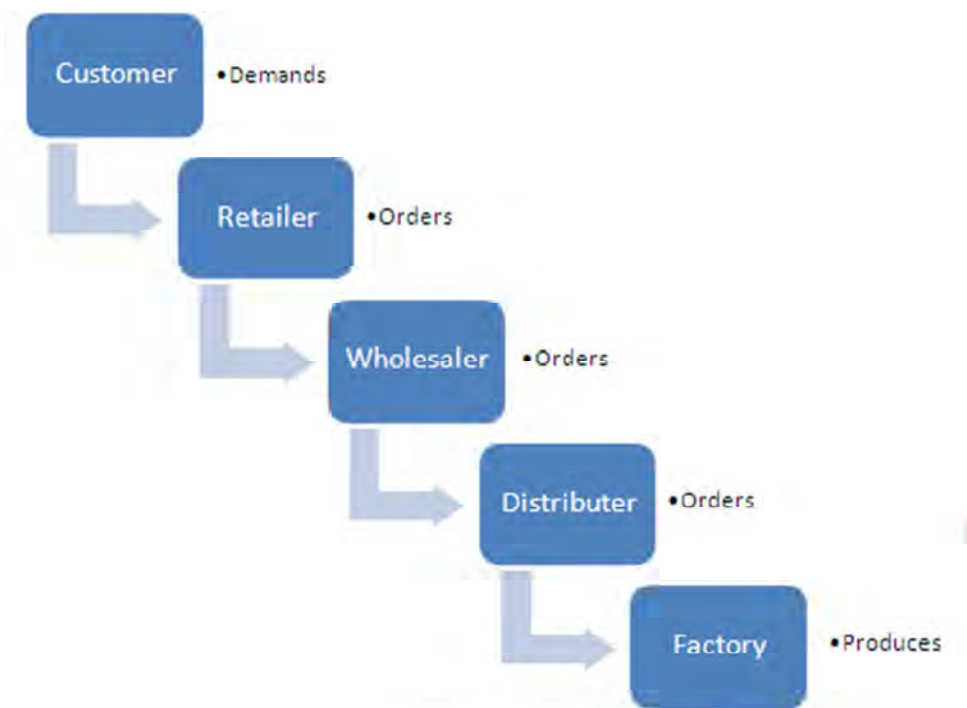 Customer
•Demands
Retailer
•Orders
Wholesaler
•Orders
Distributer
•Orders
Factory
•Produces